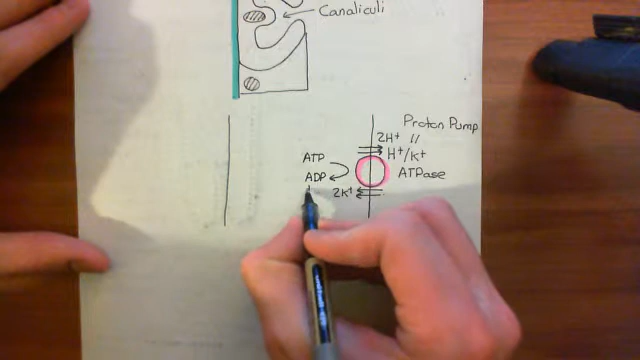 Canaliculi
Proton Pump
2H⁺ //
H⁺/K⁺
ATPase
ATP
ADP
2K⁺